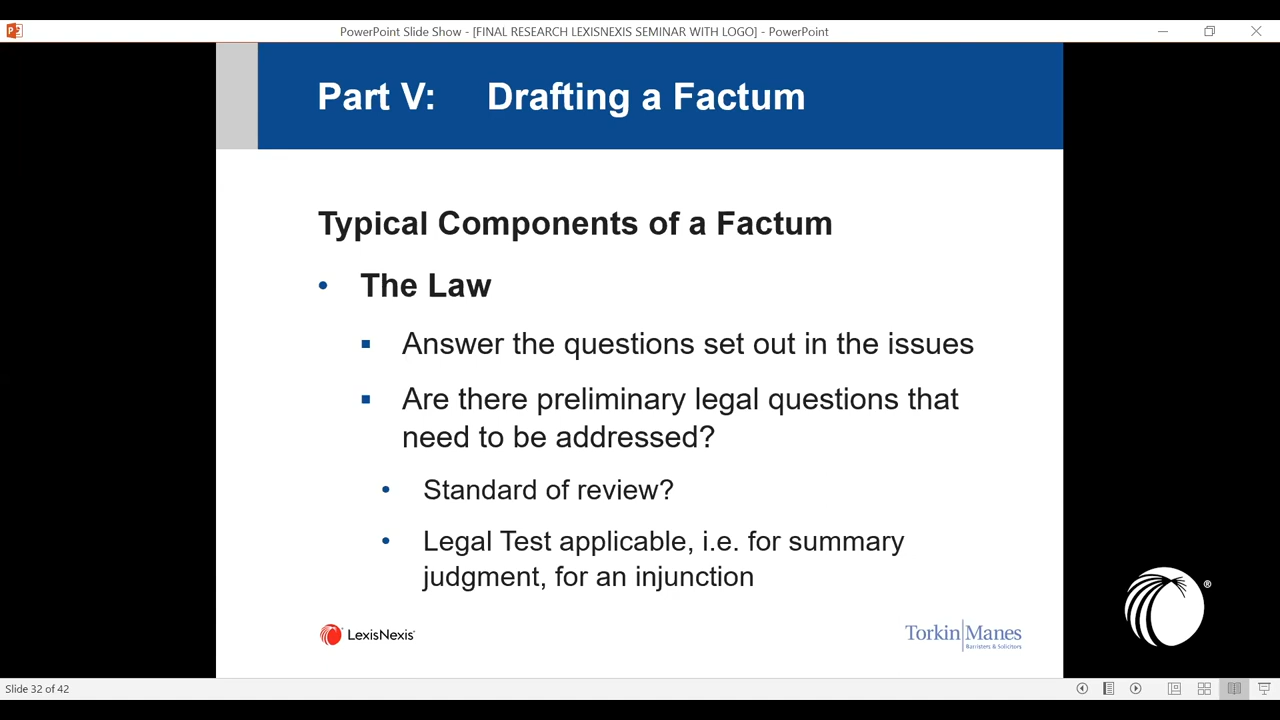 PowerPoint Slide Show - [FINAL RESEARCH LEXISNEXIS SEMINAR WITH LOGO] - PowerPoint
Part V: Drafting a Factum
Typical Components of a Factum
• The Law
▪ Answer the questions set out in the issues
▪ Are there preliminary legal questions that
need to be addressed?
• Standard of review?
• Legal Test applicable, i.e. for summary
judgment, for an injunction
LexisNexis®
Torkin Manes
Barristers & Solicitors
®
Slide 32 of 42